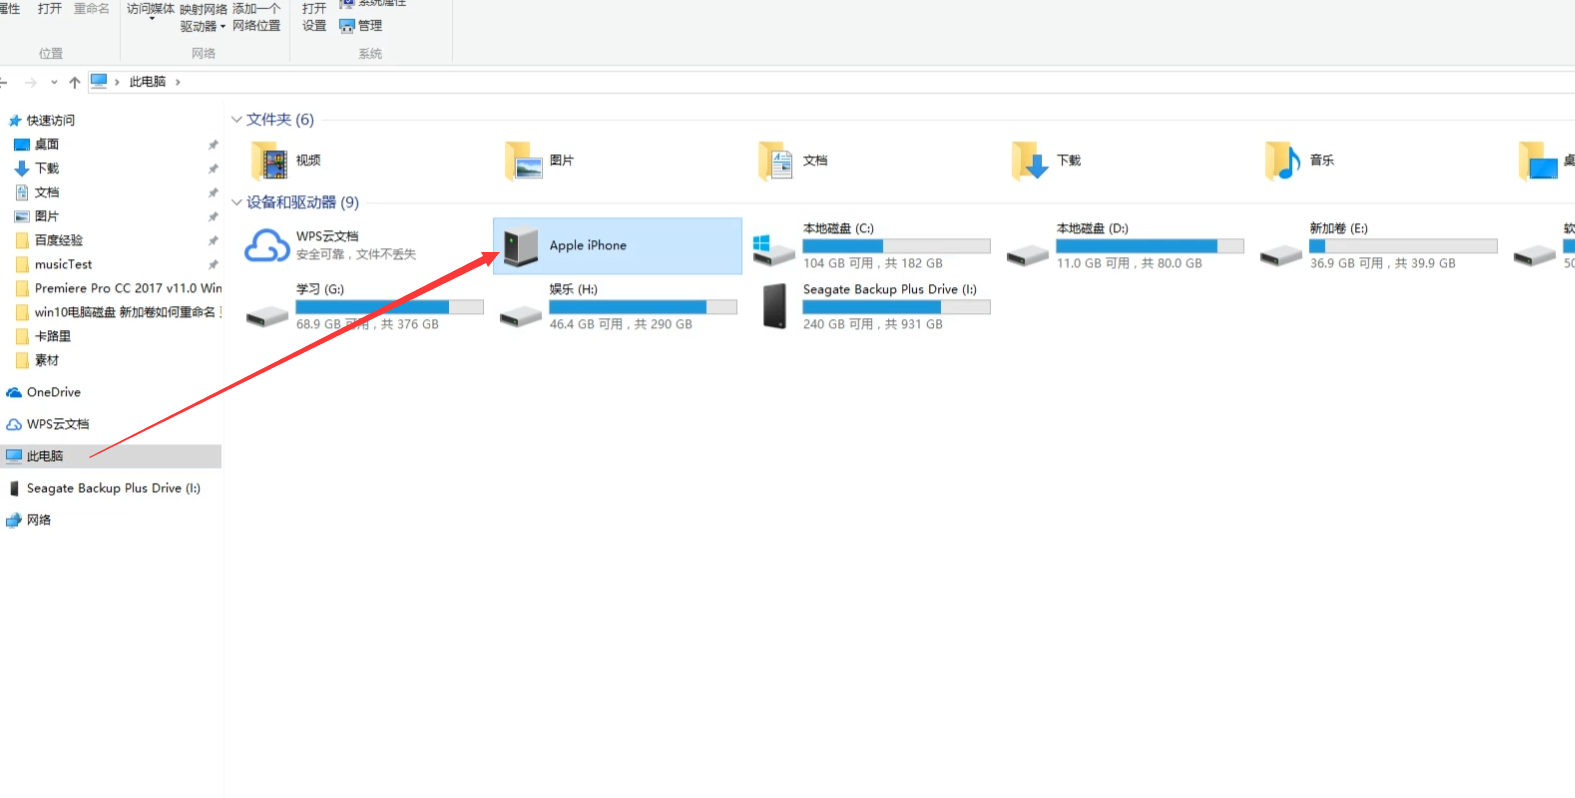 属性 打开 重命名
访问媒体 映射网络 驱动器 添加一个 网络位置
打开 设置 系统属性
管理
位置 网络 系统
此电脑
快速访问
桌面
下载
文档
图片
百度经验
musicTest
Premiere Pro CC 2017 v11.0 Win
win10电脑磁盘 新加卷如何重命名
卡路里
素材
OneDrive
WPS云文档
此电脑
Seagate Backup Plus Drive (I:)
网络
文件夹 (6)
视频
图片
文档
下载
音乐
设备和驱动器 (9)
WPS云文档
安全可靠，文件不丢失
Apple iPhone
本地磁盘 (C:)
104 GB 可用，共 182 GB
本地磁盘 (D:)
11.0 GB 可用，共 80.0 GB
新加卷 (E:)
36.9 GB 可用，共 39.9 GB
软
50
学习 (G:)
68.9 GB 可用，共 376 GB
娱乐 (H:)
46.4 GB 可用，共 290 GB
Seagate Backup Plus Drive (I:)
240 GB 可用，共 931 GB